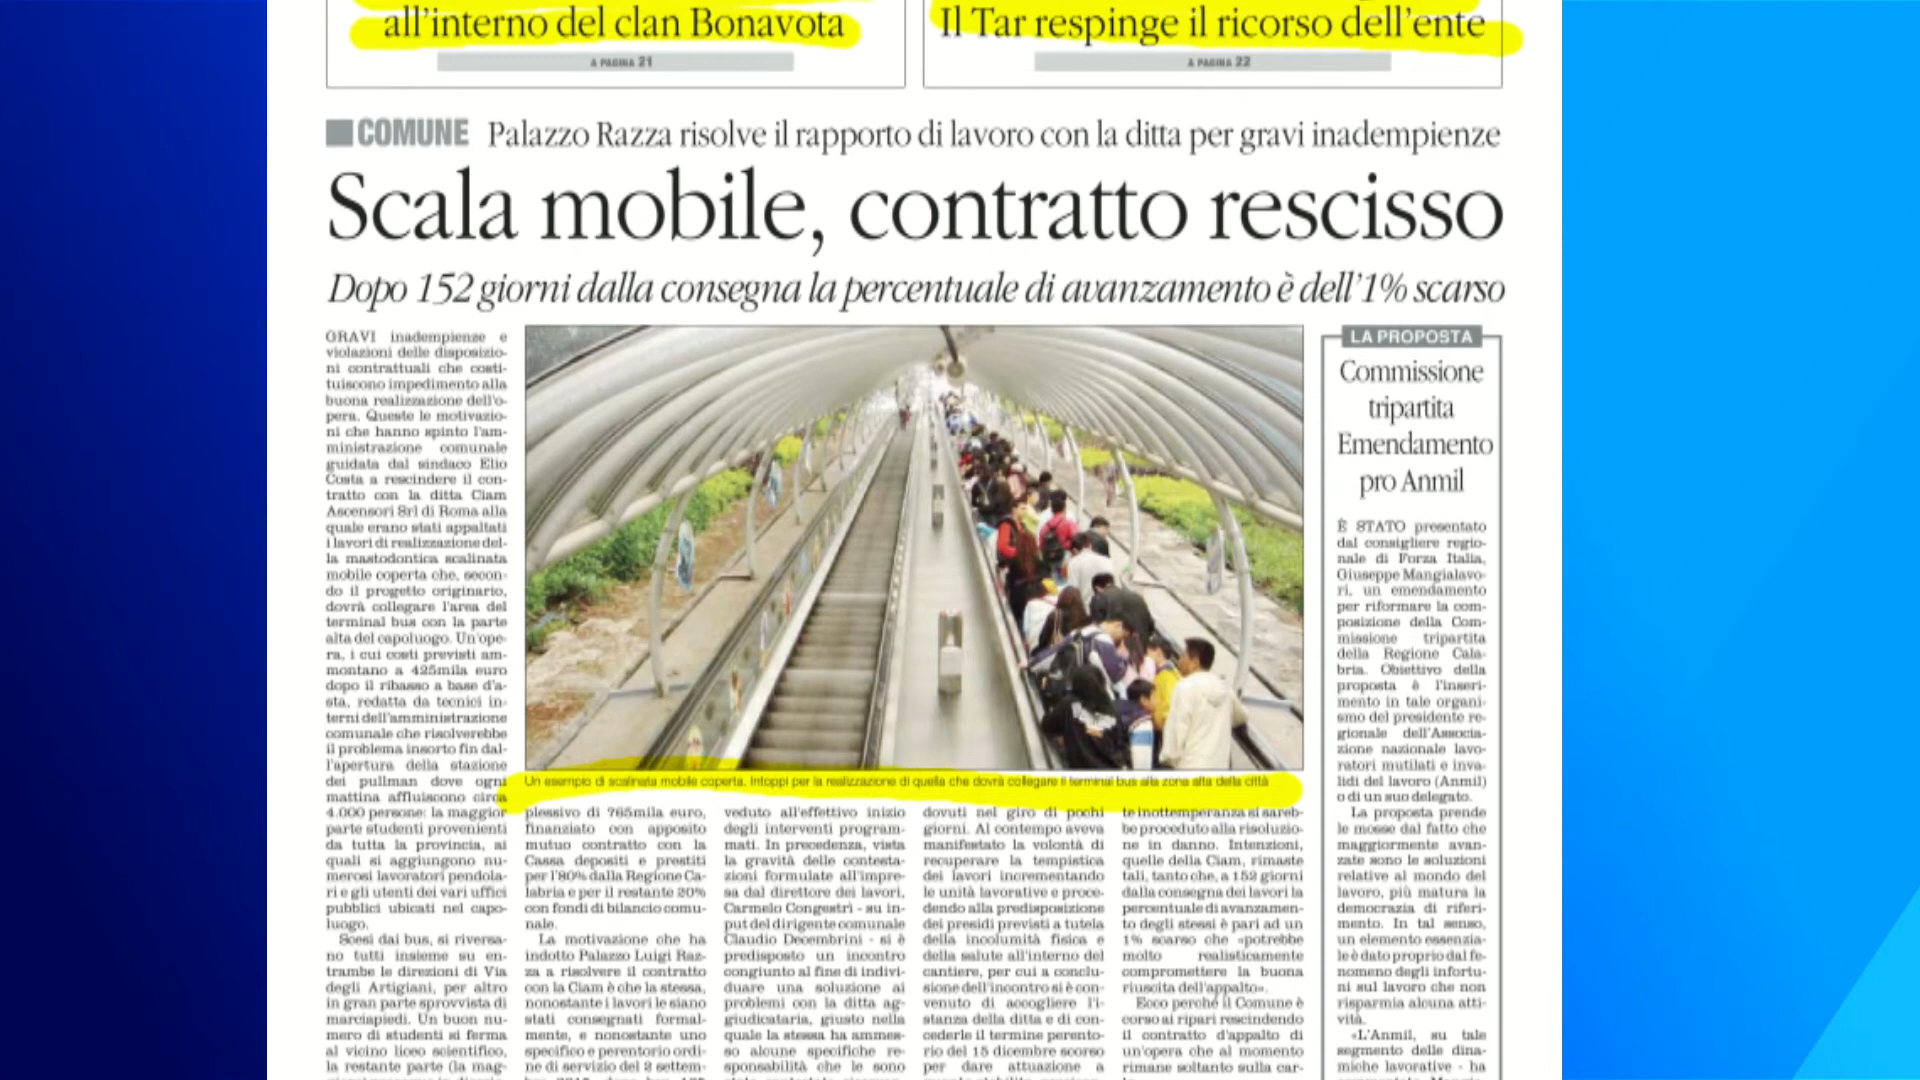 all'interno del clan Bonavota
A PAGINA 21
Il Tar respinge il ricorso dell'ente
A PAGINA 22
COMUNE Palazzo Razza risolve il rapporto di lavoro con la ditta per gravi inadempienze
Scala mobile, contratto rescisso
Dopo 152 giorni dalla consegna la percentuale di avanzamento è dell'1% scarso
GRAVI inadempienze e
violazioni delle disposizio-
ni contrattuali che costi-
tuiscono impedimento alla
buona realizzazione dell'o-
pera. Queste le motivazio-
ni che hanno spinto l'am-
ministrazione comunale
guidata dal sindaco Elio
Costa a rescindere il con-
tratto con la ditta Ciam
Ascensori Srl di Roma alla
quale erano stati appaltati
i lavori di realizzazione del-
la mastodontica scalinata
mobile coperta che, secon-
do il progetto originario,
dovrà collegare l'area del
terminal bus con la parte
alta del capoluogo. Un'ope-
ra, i cui costi previsti am-
montano a 425mila euro
dopo il ribasso a base d'a-
sta, redatta da tecnici in-
terni dell'amministrazione
comunale che risolverebbe
il problema insorto fin dal-
l'apertura della stazione
dei pullman dove ogni
mattina affluiscono circa
4.000 persone: la maggior
parte studenti provenienti
da tutta la provincia, ai
quali si aggiungono nu-
merosi lavoratori pendola-
ri e gli utenti dei vari uffici
pubblici ubicati nel capo-
luogo.
Scesi dai bus, si riversa-
no tutti insieme su en-
trambe le direzioni di Via
degli Artigiani, per altro
in gran parte sprovvista di
marciapiedi. Un buon nu-
mero di studenti si ferma
al vicino liceo scientifico,
la restante parte (la mag-
Un esempio di scalinata mobile coperta. Intoppi per la realizzazione di quella che dovrà collegare il terminal bus alla zona alta della città
plessivo di 765mila euro,
finanziato con apposito
mutuo contratto con la
Cassa depositi e prestiti
per l'80% dalla Regione Ca-
labria e per il restante 20%
con fondi di bilancio comu-
nale.
La motivazione che ha
indotto Palazzo Luigi Raz-
za a risolvere il contratto
con la Ciam è che la stessa,
nonostante i lavori le siano
stati consegnati formal-
mente, e nonostante uno
specifico e perentorio ordi-
ne di servizio del 2 settem-
veduto all'effettivo inizio
degli interventi program-
mati. In precedenza, vista
la gravità delle contesta-
zioni formulate all'impre-
sa dal direttore dei lavori,
Carmelo Congestrì - su in-
put del dirigente comunale
Claudio Decembrini - si è
predisposto un incontro
congiunto al fine di indivi-
duare una soluzione ai
problemi con la ditta ag-
giudicataria, giusto nella
quale la stessa ha ammes-
so alcune specifiche re-
sponsabilità che le sono
dovuti nel giro di pochi
giorni. Al contempo aveva
manifestato la volontà di
recuperare la tempistica
dei lavori incrementando
le unità lavorative e proce-
dendo alla predisposizione
dei presidi previsti a tutela
della incolumità fisica e
della salute all'interno del
cantiere, per cui a conclu-
sione dell'incontro si è con-
venuto di accogliere l'i-
stanza della ditta e di con-
cederle il termine perento-
rio del 15 dicembre scorso
per dare attuazione a
te inottemperanza si sareb-
be proceduto alla risoluzio-
ne in danno. Intenzioni,
quelle della Ciam, rimaste
tali, tanto che, a 152 giorni
dalla consegna dei lavori la
percentuale di avanzamen-
to degli stessi è pari ad un
1% scarso che «potrebbe
molto realisticamente
compromettere la buona
riuscita dell'appalto».
Ecco perché il Comune è
corso ai ripari rescindendo
il contratto d'appalto di
un'opera che al momento
rimane soltanto sulla car-
LA PROPOSTA
Commissione
tripartita
Emendamento
pro Anmil
È STATO presentato
dal consigliere regio-
nale di Forza Italia,
Giuseppe Mangialavo-
ri, un emendamento
per riformare la com-
posizione della Com-
missione tripartita
della Regione Cala-
bria. Obiettivo della
proposta è l'inseri-
mento in tale organi-
smo del presidente re-
gionale dell'Associa-
zione nazionale lavo-
ratori mutilati e inva-
lidi del lavoro (Anmil)
o di un suo delegato.
La proposta prende
le mosse dal fatto che
maggiormente avan-
zate sono le soluzioni
relative al mondo del
lavoro, più matura la
democrazia di riferi-
mento. In tal senso,
un elemento essenzia-
le è dato proprio dal fe-
nomeno degli infortu-
ni sul lavoro che non
risparmia alcuna atti-
vità.
«L'Anmil, su tale
segmento delle dina-
miche lavorative - ha